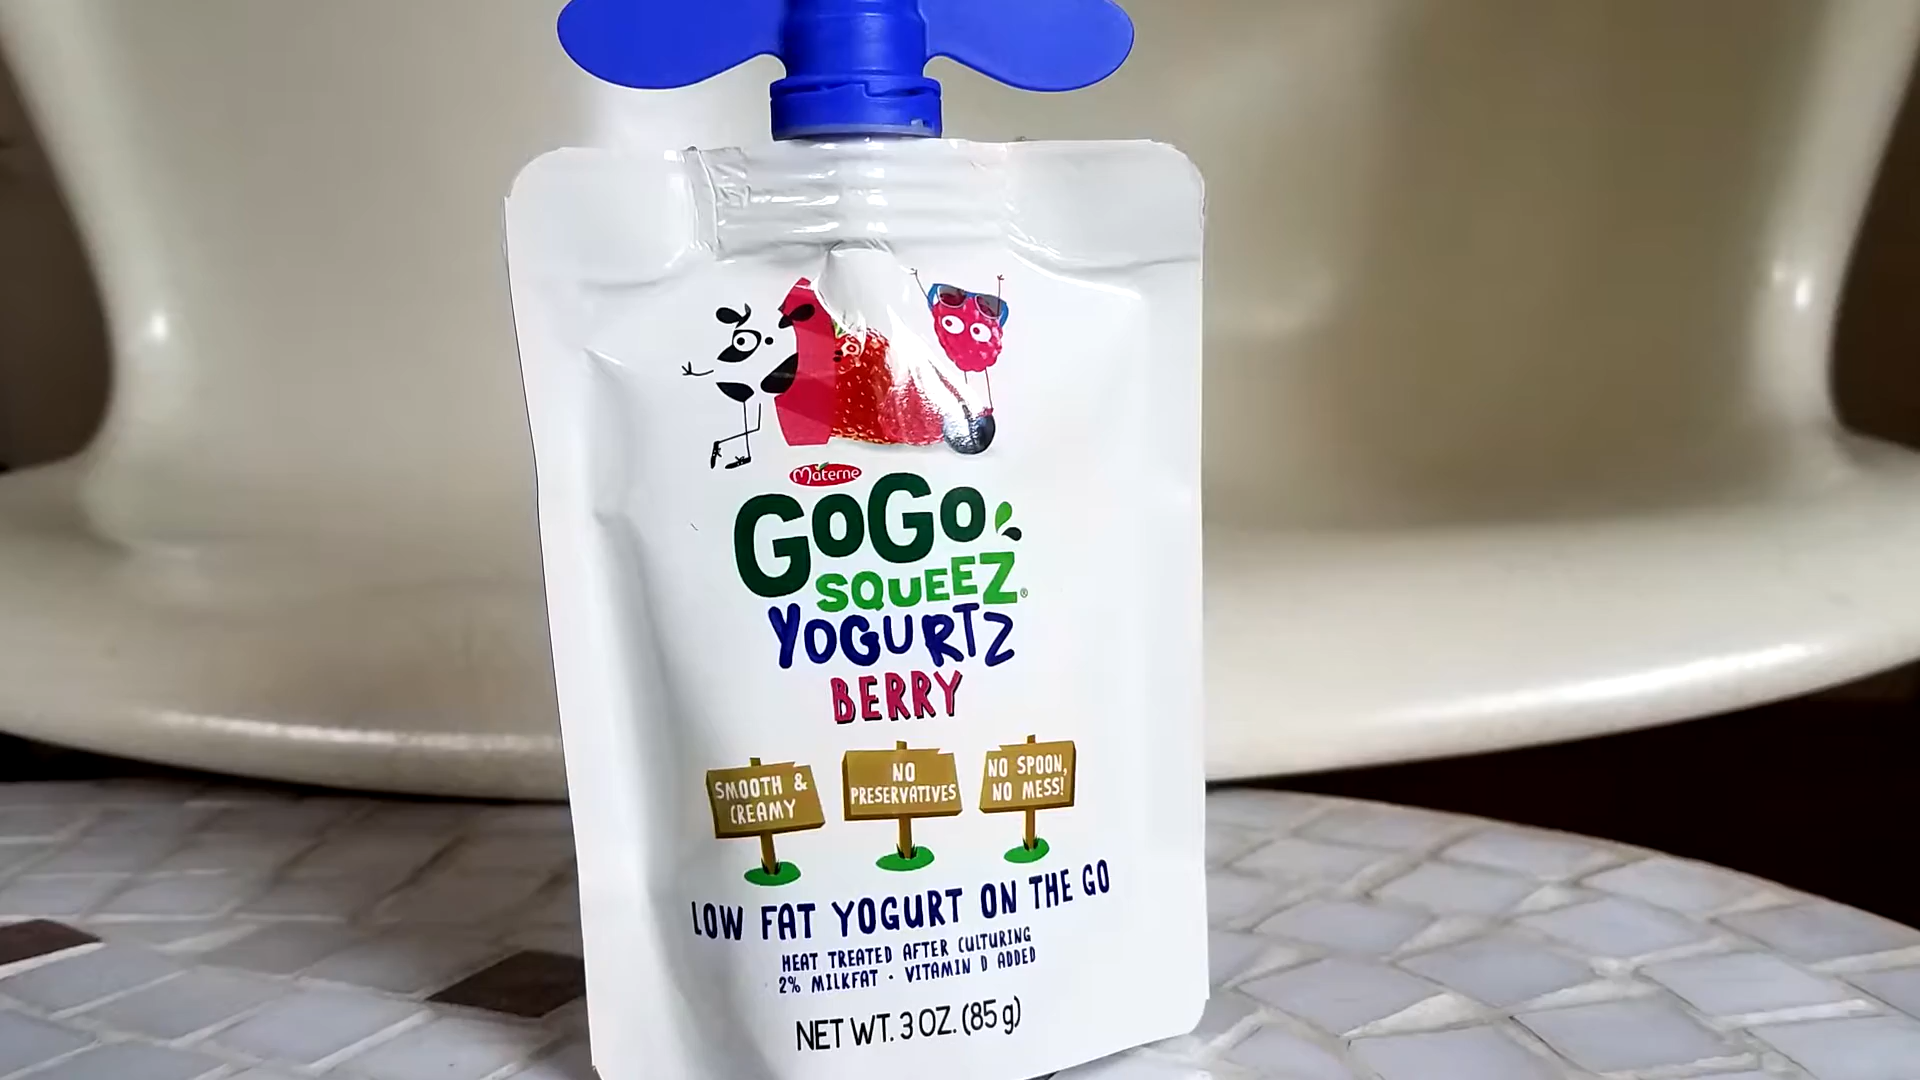 Materne
GoGo
SQUEEZ®
YOGURTZ
BERRY
SMOOTH &
CREAMY
NO
PRESERVATIVES
NO SPOON,
NO MESS!
LOW FAT YOGURT ON THE GO
HEAT TREATED AFTER CULTURING
2% MILKFAT · VITAMIN D ADDED
NET WT. 3 OZ. (85 g)